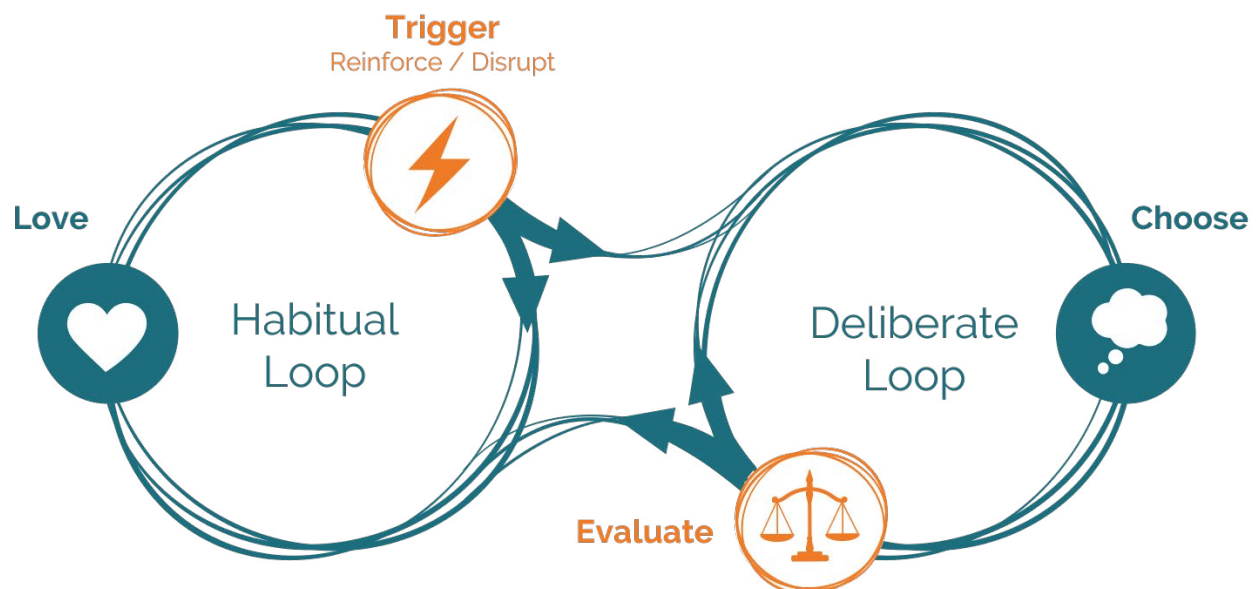 Trigger
Reinforce / Disrupt
Love
Choose
Habitual
Loop
Deliberate
Loop
Evaluate